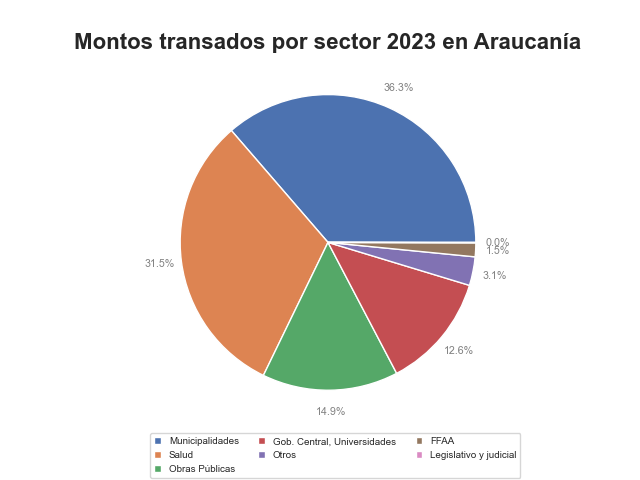 Montos transados por sector 2023 en Araucanía
36.3%
0.0%
1.5%
31.5%
3.1%
12.6%
14.9%
Municipalidades
Salud
Obras Públicas
Gob. Central, Universidades
Otros
FFAA
Legislativo y judicial